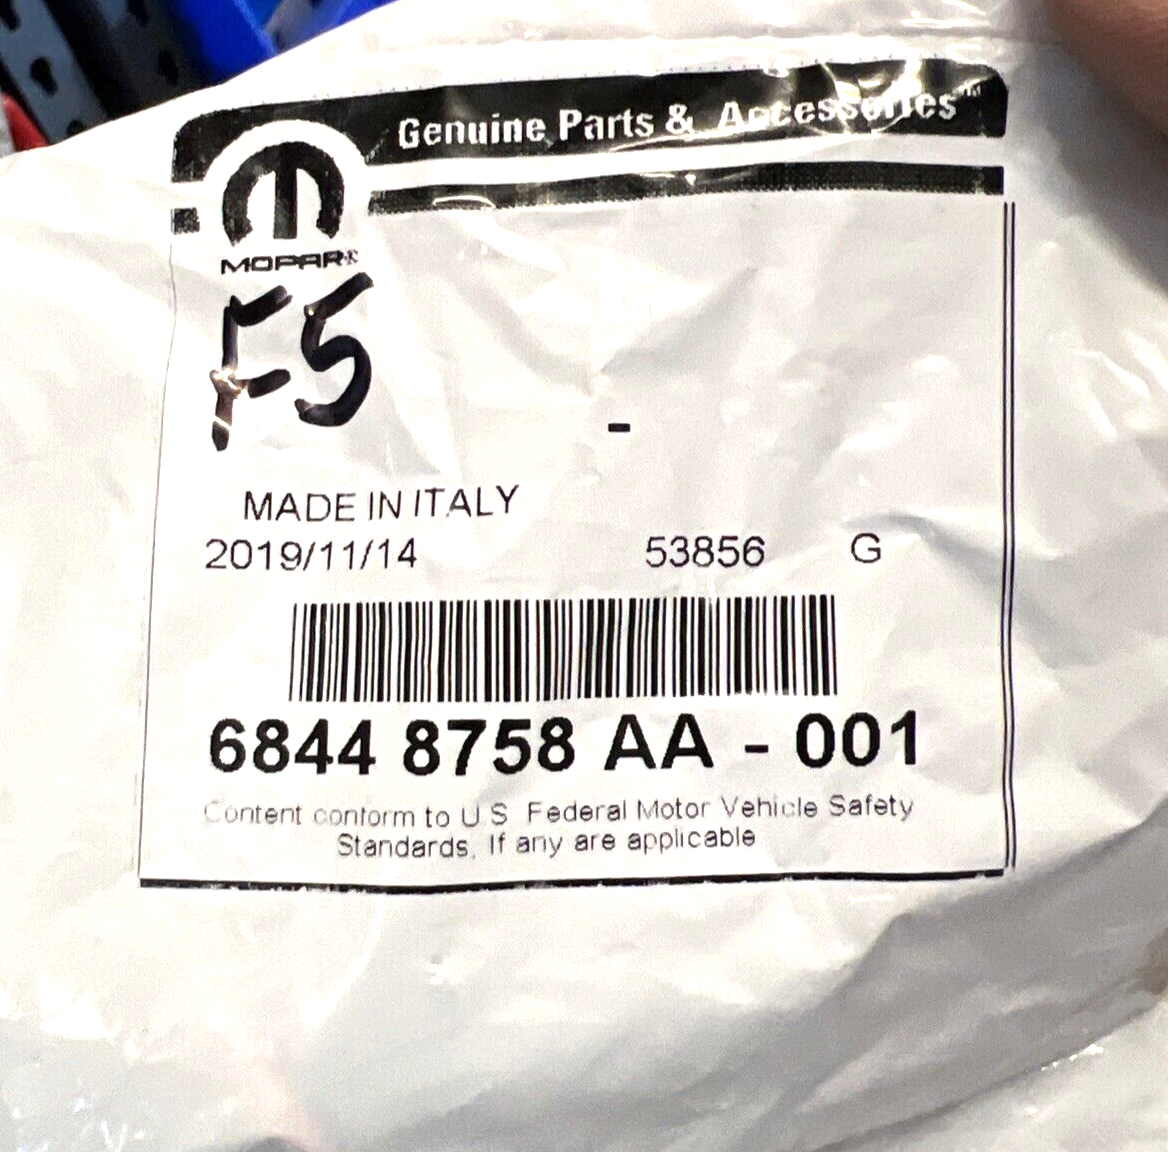 Genuine Parts & Accessories™
MOPAR®
F5
-
MADE IN ITALY
2019/11/14 53856 G
6844 8758 AA - 001
Content conform to U.S Federal Motor Vehicle Safety
Standards, If any are applicable